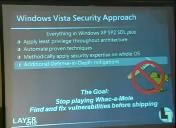 Windows Vista Security Approach
Everything in Windows XP SP2 SDL plus
Apply least privilege throughout architecture
Automate proven techniques
Methodically apply security expertise on whole OS
Additional Defense-in-Depth mitigations
The Goal:
Stop playing Whac-a-Mole
Find and fix vulnerabilities before shipping
LAYER